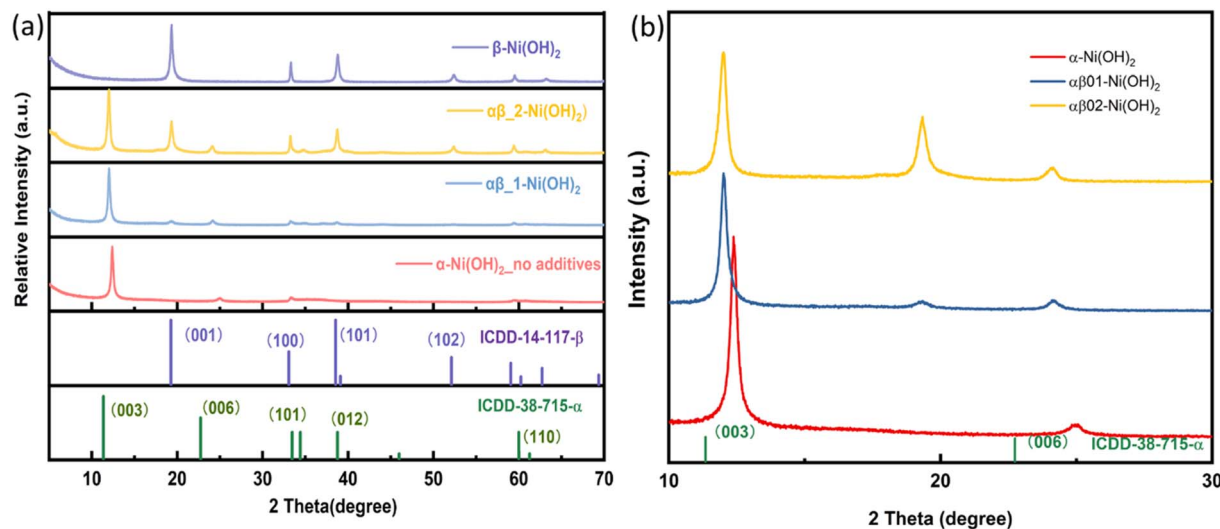 (a)
Relative Intensity (a.u.)
β-Ni(OH)2
αβ_2-Ni(OH)2)
αβ_1-Ni(OH)2
α-Ni(OH)2_no additives
(001)
(100)
(101)
(102)
ICDD-14-117-β
(003)
(006)
(101)
(012)
ICDD-38-715-α
(110)
10 20 30 40 50 60 70
2 Theta(degree)
(b)
Intensity (a.u.)
α-Ni(OH)2
αβ01-Ni(OH)2
αβ02-Ni(OH)2
(003)
(006)
ICDD-38-715-α
10 20 30
2 Theta (degree)